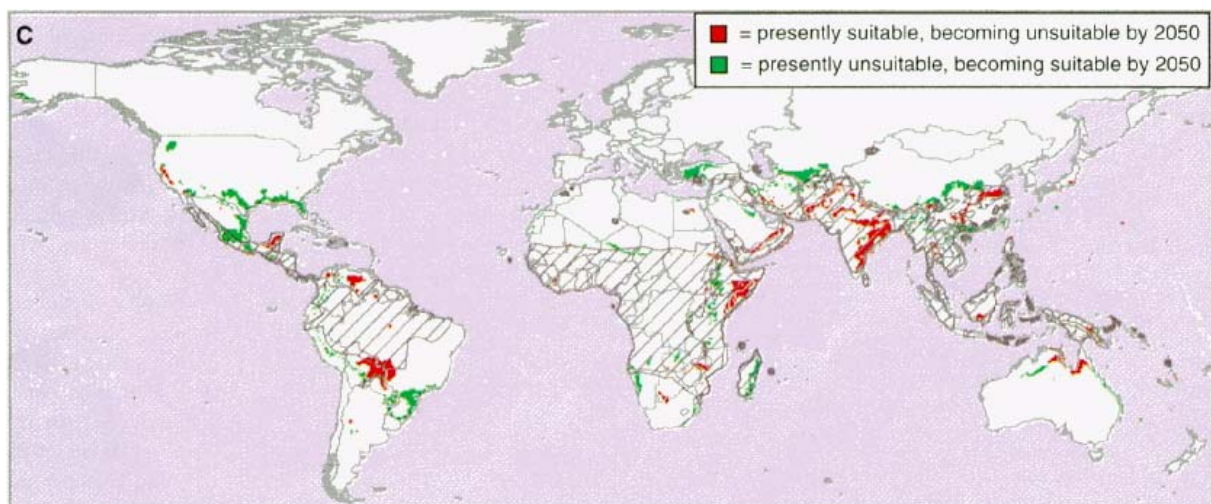 C
= presently suitable, becoming unsuitable by 2050
= presently unsuitable, becoming suitable by 2050